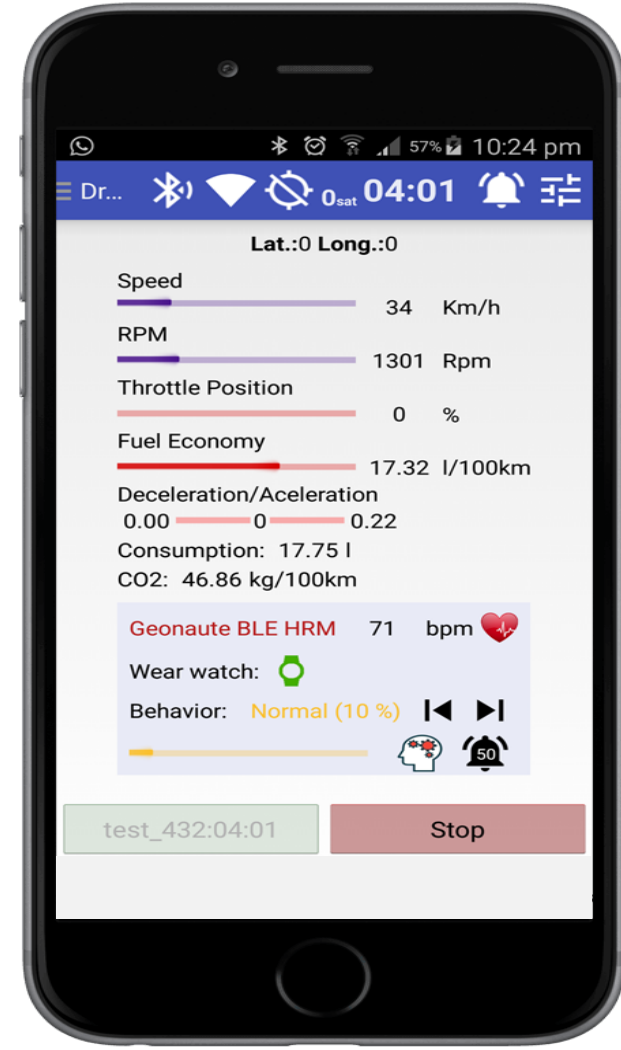 57% 10:24 pm
Dr... 0sat 04:01
Lat.:0 Long.:0
Speed
34 Km/h
RPM
1301 Rpm
Throttle Position
0 %
Fuel Economy
17.32 l/100km
Deceleration/Aceleration
0.00 0 0.22
Consumption: 17.75 l
CO2: 46.86 kg/100km
Geonaute BLE HRM 71 bpm
Wear watch:
Behavior: Normal (10 %)
50
test_432:04:01 Stop